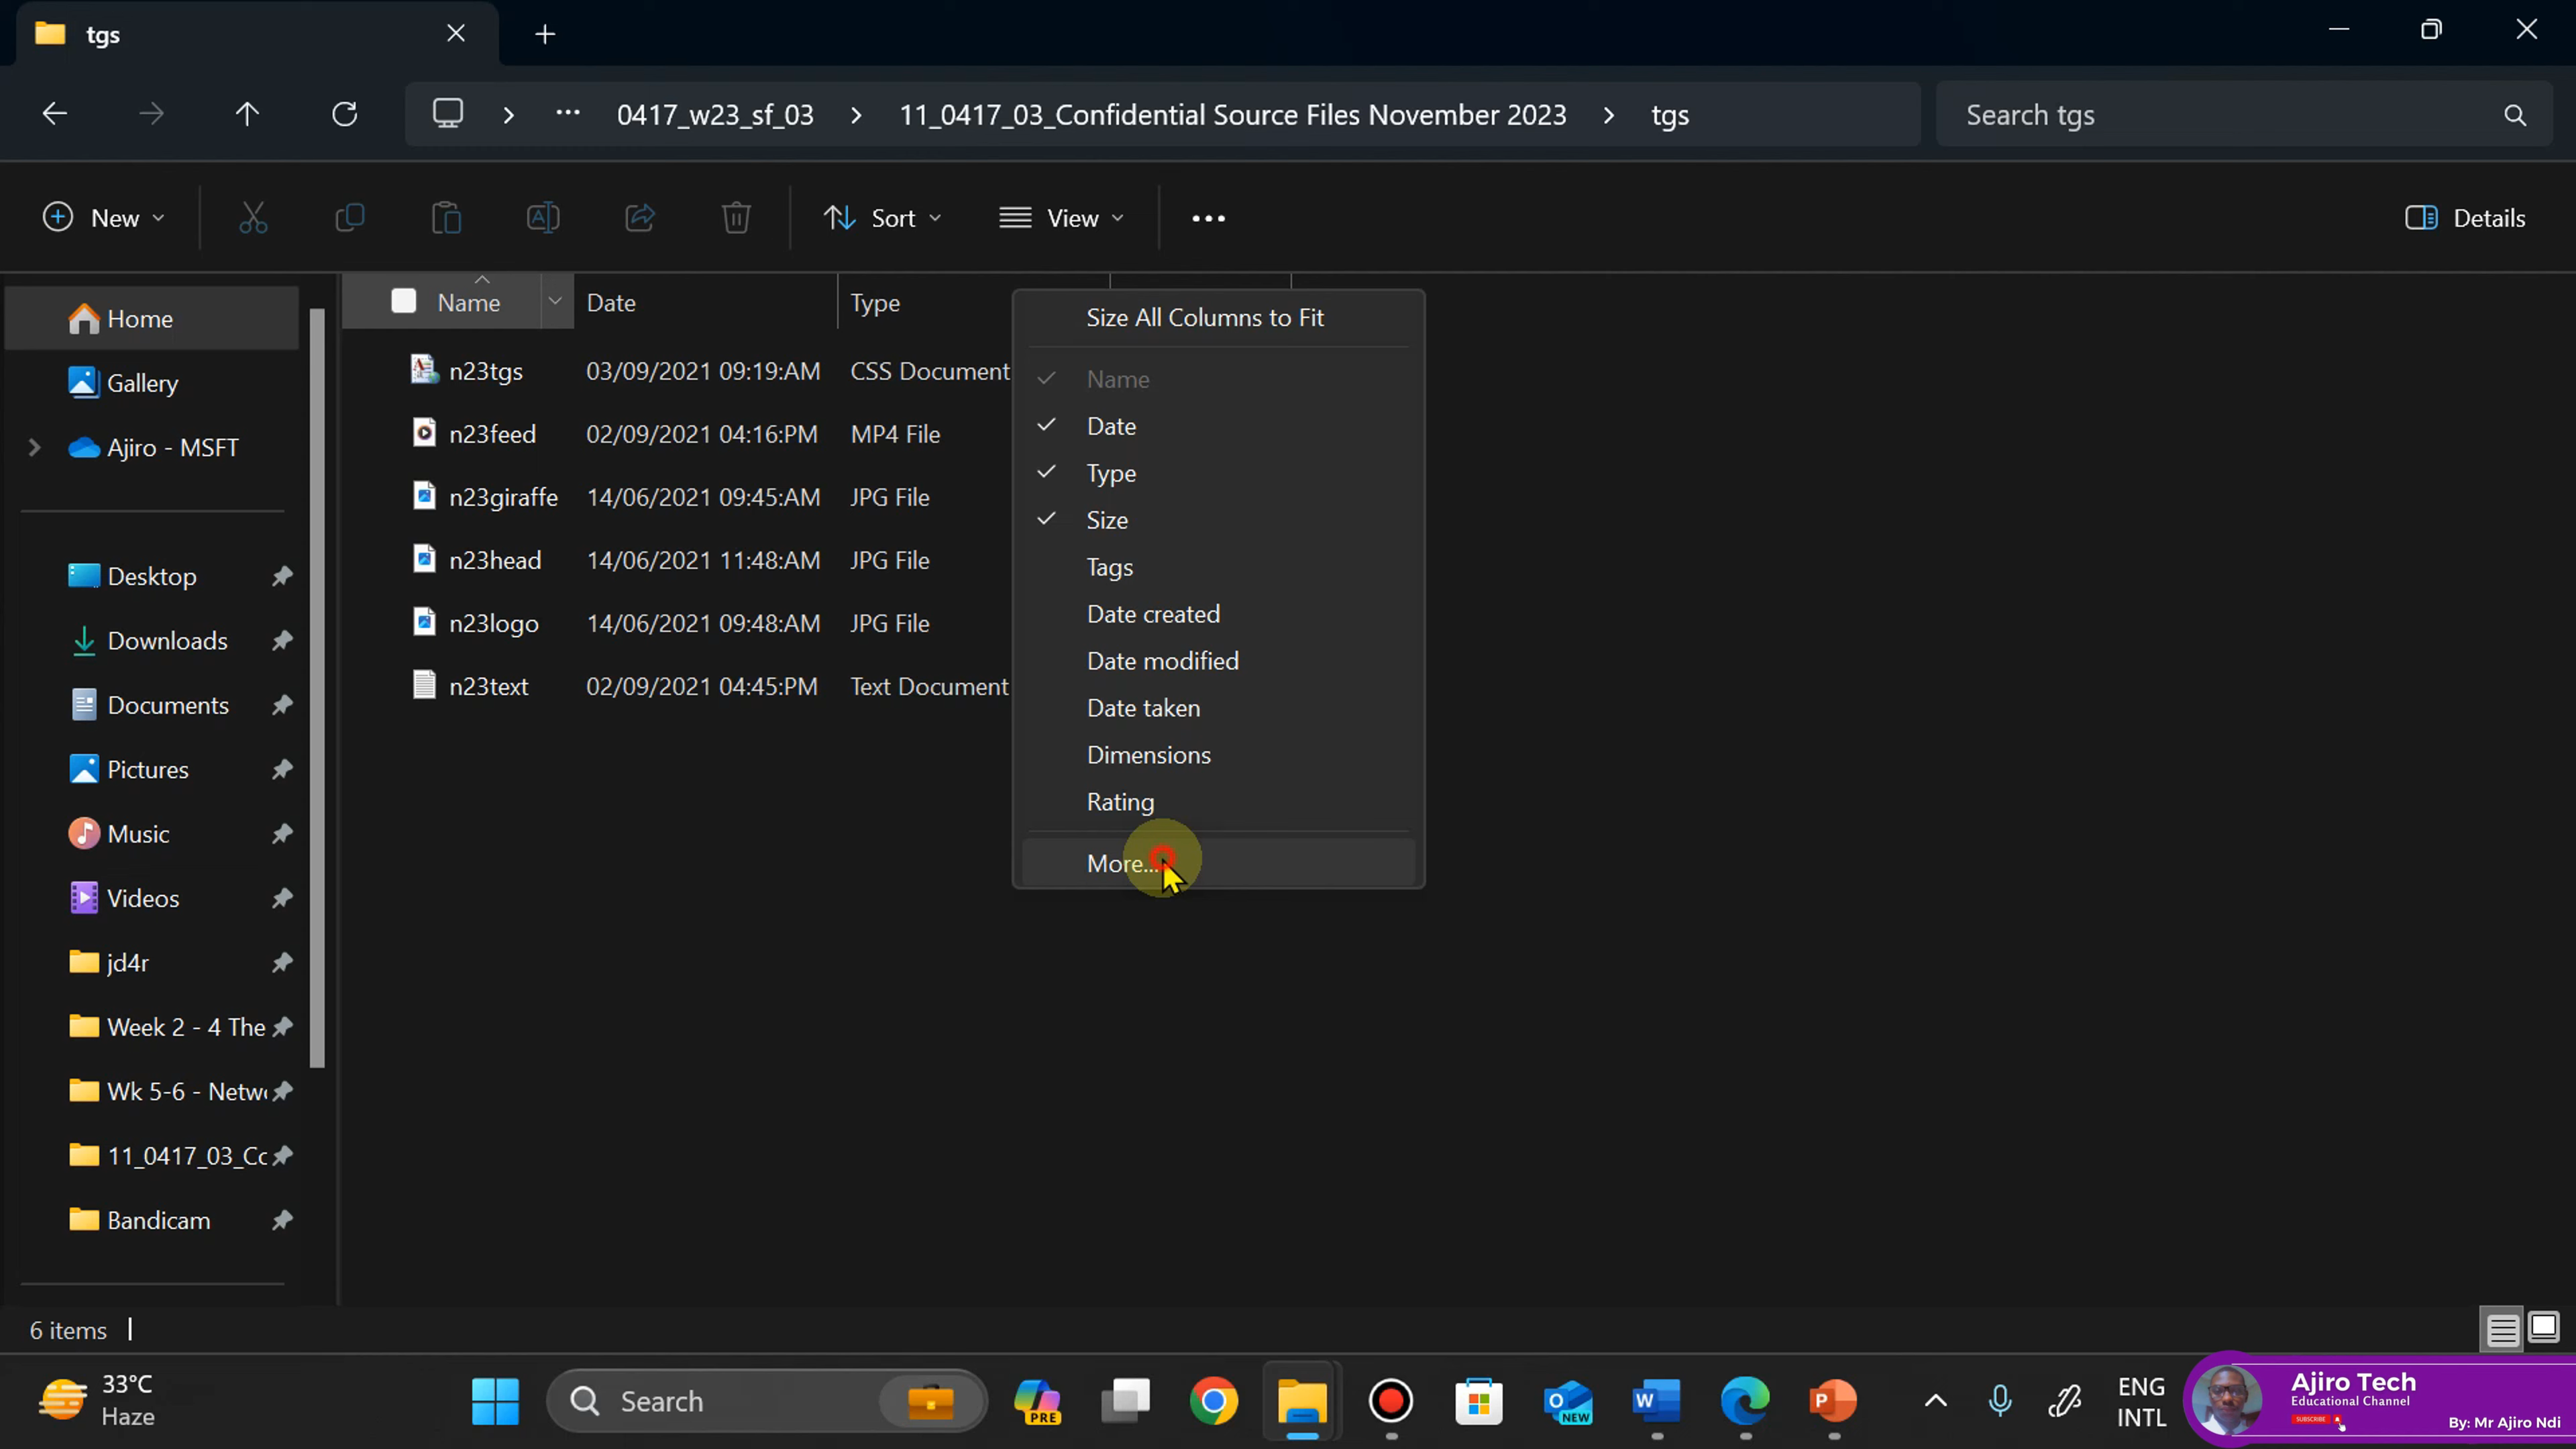 tgs
0417_w23_sf_03 > 11_0417_03_Confidential Source Files November 2023 > tgs
Search tgs
New
Sort
View
Details
Name
Date
Type
Home
Gallery
Ajiro - MSFT
Desktop
Downloads
Documents
Pictures
Music
Videos
jd4r
Week 2 - 4 The
Wk 5-6 - Netw
11_0417_03_Cc
Bandicam
n23tgs 03/09/2021 09:19:AM CSS Document
n23feed 02/09/2021 04:16:PM MP4 File
n23giraffe 14/06/2021 09:45:AM JPG File
n23head 14/06/2021 11:48:AM JPG File
n23logo 14/06/2021 09:48:AM JPG File
n23text 02/09/2021 04:45:PM Text Document
Size All Columns to Fit
Name
Date
Type
Size
Tags
Date created
Date modified
Date taken
Dimensions
Rating
More...
6 items
33°C
Haze
Search
PRE
NEW
ENG
INTL
Ajiro Tech
Educational Channel
SUBSCRIBE
By: Mr Ajiro Ndi